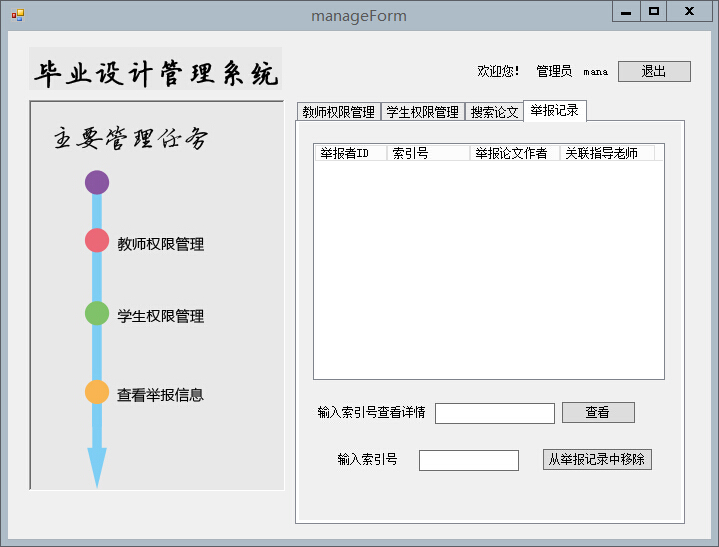 manageForm
毕业设计管理系统
欢迎您！ 管理员 mana 退出
主要管理任务
教师权限管理
学生权限管理
查看举报信息
教师权限管理 学生权限管理 搜索论文 举报记录
举报者ID 索引号 举报论文作者 关联指导老师
输入索引号查看详情 查看
输入索引号 从举报记录中移除